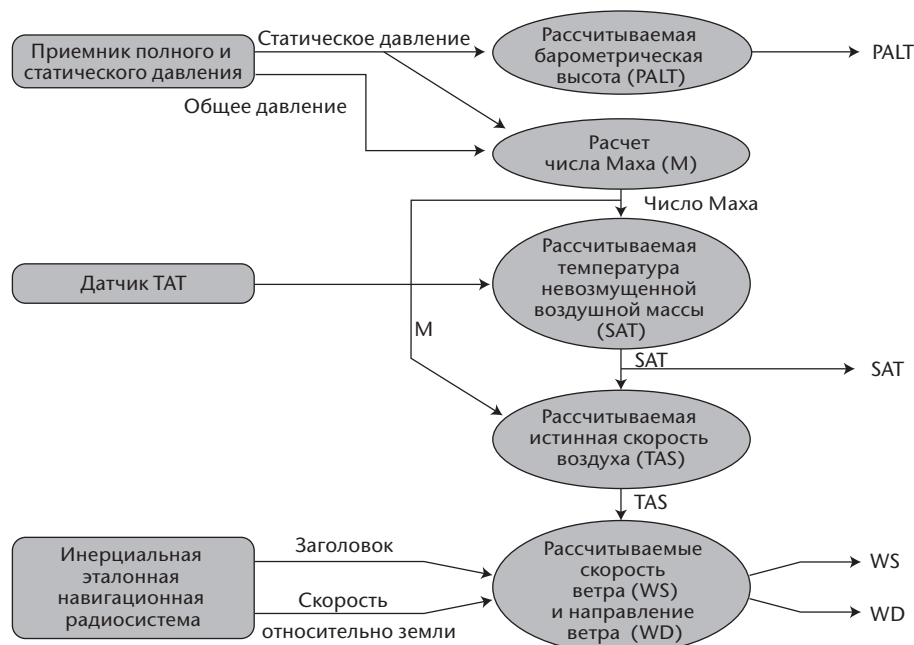 Приемник полного и
статического давления
Статическое давление
Рассчитываемая
барометрическая
высота (PALT)
PALT
Общее давление
Расчет
числа Маха (M)
Число Маха
Датчик TAT
Рассчитываемая
температура
невозмущенной
воздушной массы
(SAT)
M
SAT
SAT
Рассчитываемая
истинная скорость
воздуха (TAS)
TAS
Инерциальная
эталонная
навигационная
радиосистема
Заголовок
Скорость
относительно земли
Рассчитываемые
скорость
ветра (WS)
и направление
ветра (WD)
WS
WD